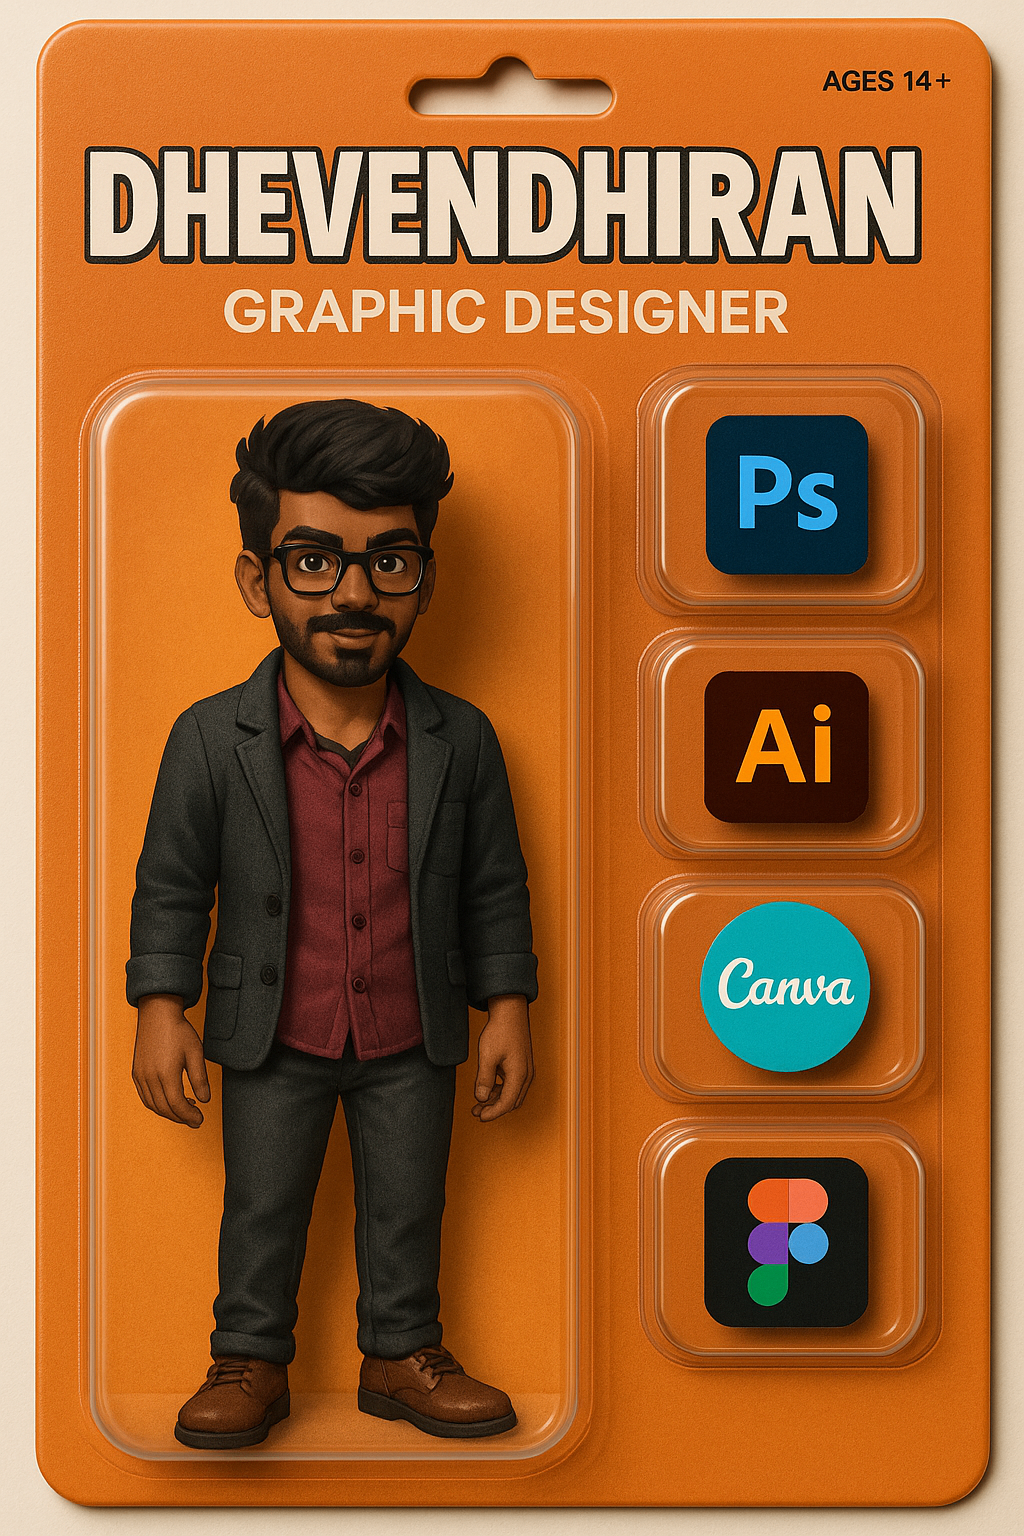 AGES 14+
DHEVENDHIRAN
GRAPHIC DESIGNER
Ps
Ai
Canva